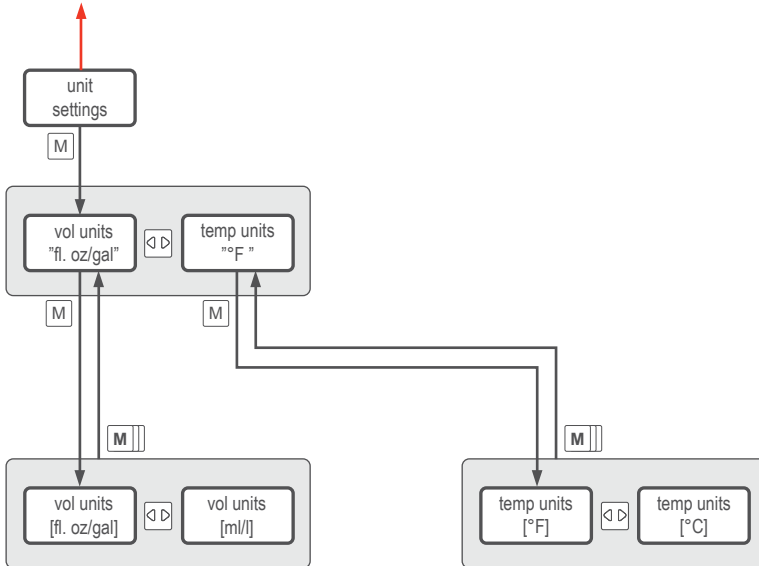 unit
settings
M
vol units
"fl. oz/gal"
temp units
"°F "
M
M
M
M
vol units
[fl. oz/gal]
vol units
[ml/l]
temp units
[°F]
temp units
[°C]